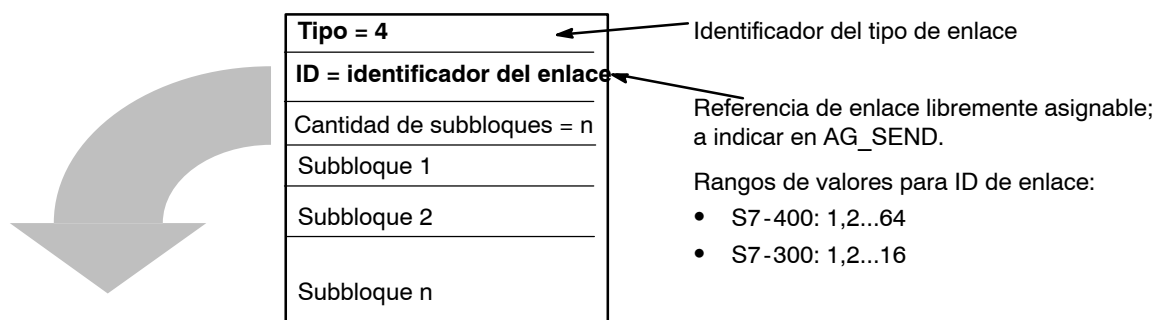 Tipo = 4
ID = identificador del enlace
Cantidad de subbloques = n
Subbloque 1
Subbloque 2
Subbloque n
Identificador del tipo de enlace
Referencia de enlace libremente asignable;
a indicar en AG_SEND.
Rangos de valores para ID de enlace:
• S7-400: 1,2...64
• S7-300: 1,2...16